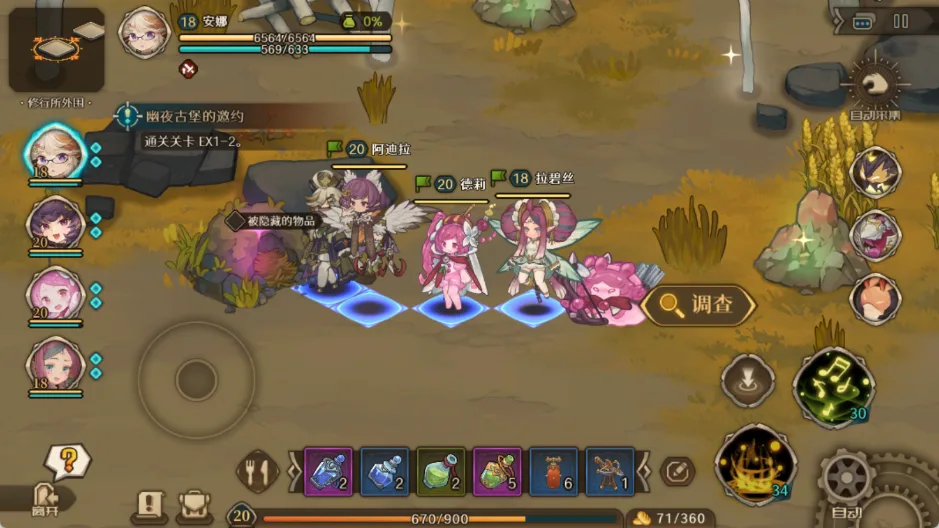 18 安娜
0%
6564/6564
569/633
·修行所外围·
幽夜古堡的邀约
通关关卡 EX1-2。
自动采集
20 阿迪拉
20 德莉
18 拉碧丝
被隐藏的物品
调查
18
20
20
18
30
34
?
离开
2
2
2
5
6
1
20
670/900
71/360
自动